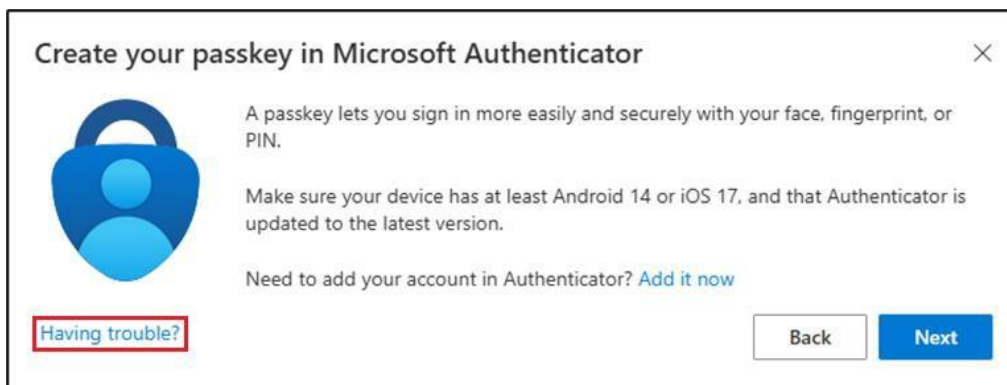 Create your passkey in Microsoft Authenticator
A passkey lets you sign in more easily and securely with your face, fingerprint, or
PIN.
Make sure your device has at least Android 14 or iOS 17, and that Authenticator is
updated to the latest version.
Need to add your account in Authenticator? Add it now
Having trouble?
Back
Next